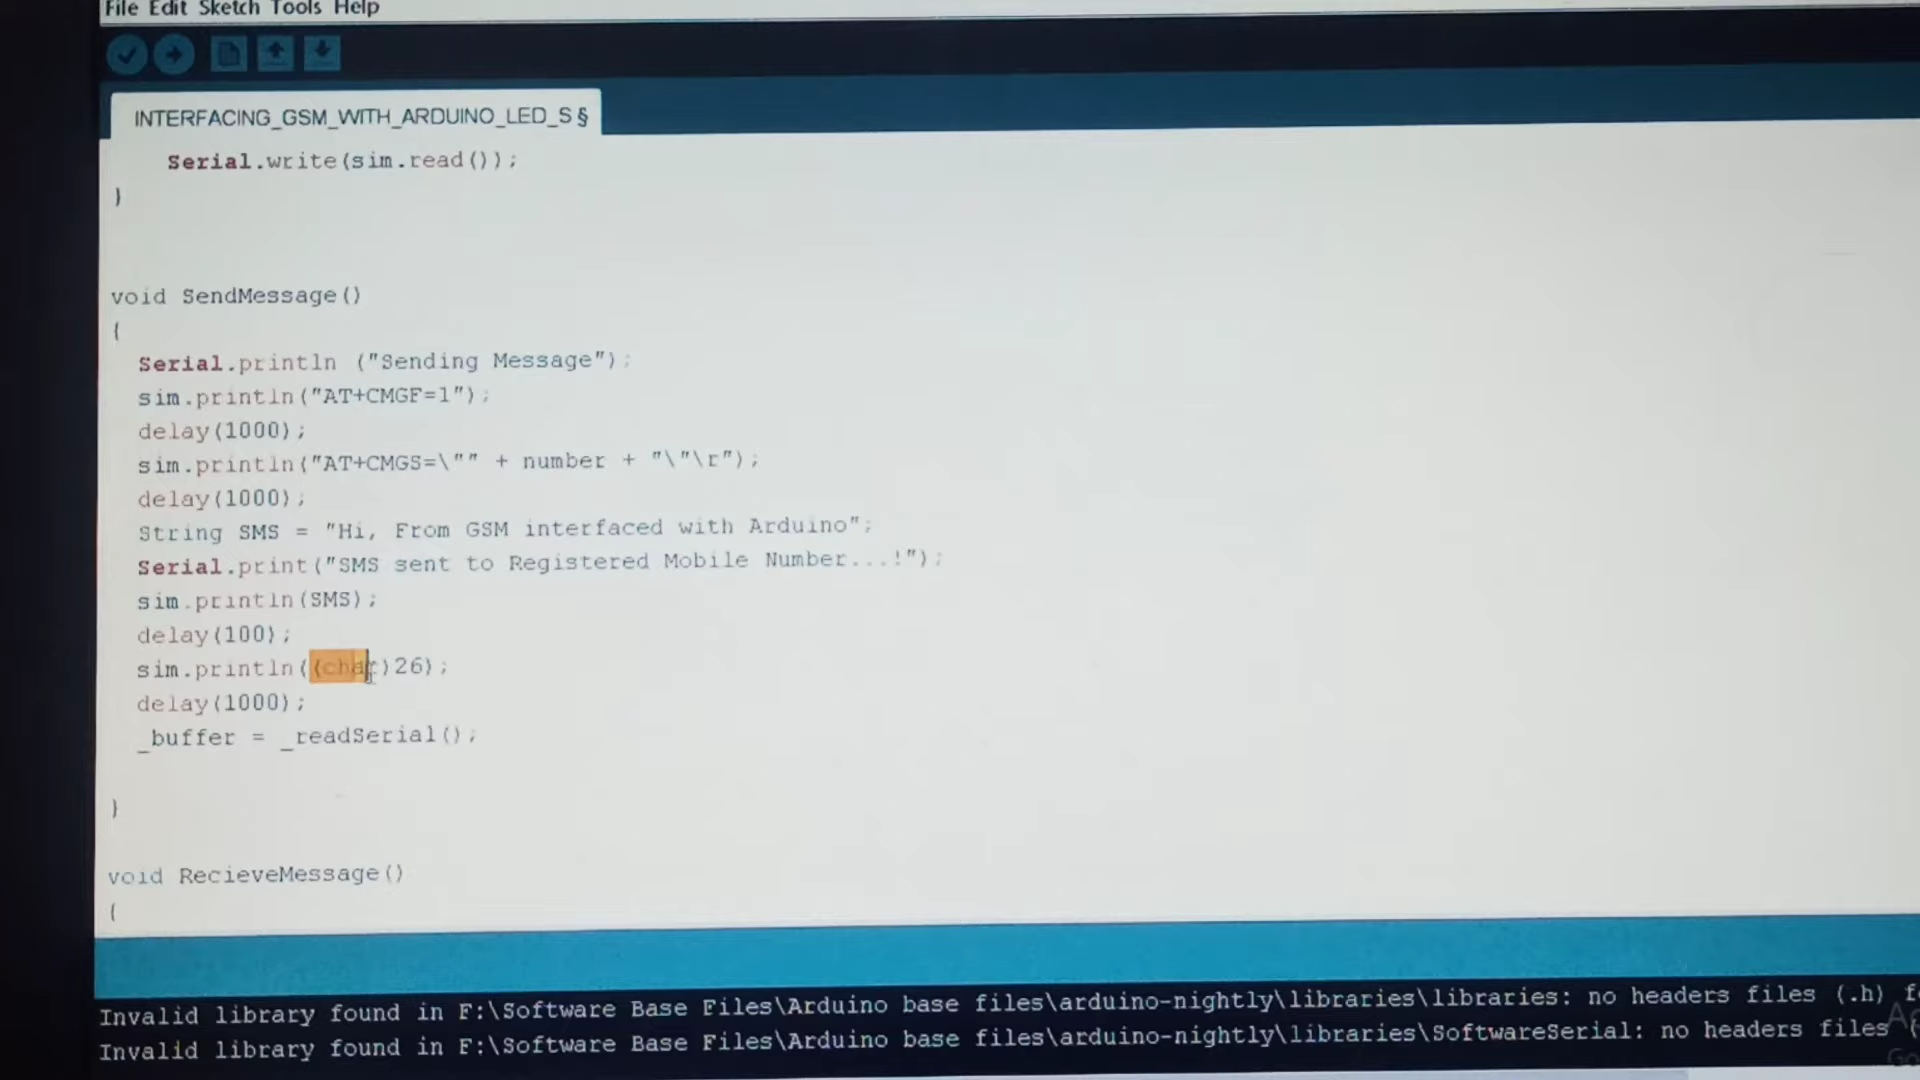 File Edit Sketch Tools Help
INTERFACING_GSM_WITH_ARDUINO_LED_S §
Serial.write(sim.read());
}
void SendMessage()
{
Serial.println ("Sending Message");
sim.println("AT+CMGF=1");
delay(1000);
sim.println("AT+CMGS=\"" + number + "\"\r");
delay(1000);
String SMS = "Hi, From GSM interfaced with Arduino";
Serial.print("SMS sent to Registered Mobile Number...!");
sim.println(SMS);
delay(100);
sim.println((char)26);
delay(1000);
_buffer = _readSerial();
}
void RecieveMessage()
{
Invalid library found in F:\Software Base Files\Arduino base files\arduino-nightly\libraries\libraries: no headers files (.h) f
Invalid library found in F:\Software Base Files\Arduino base files\arduino-nightly\libraries\SoftwareSerial: no headers files (